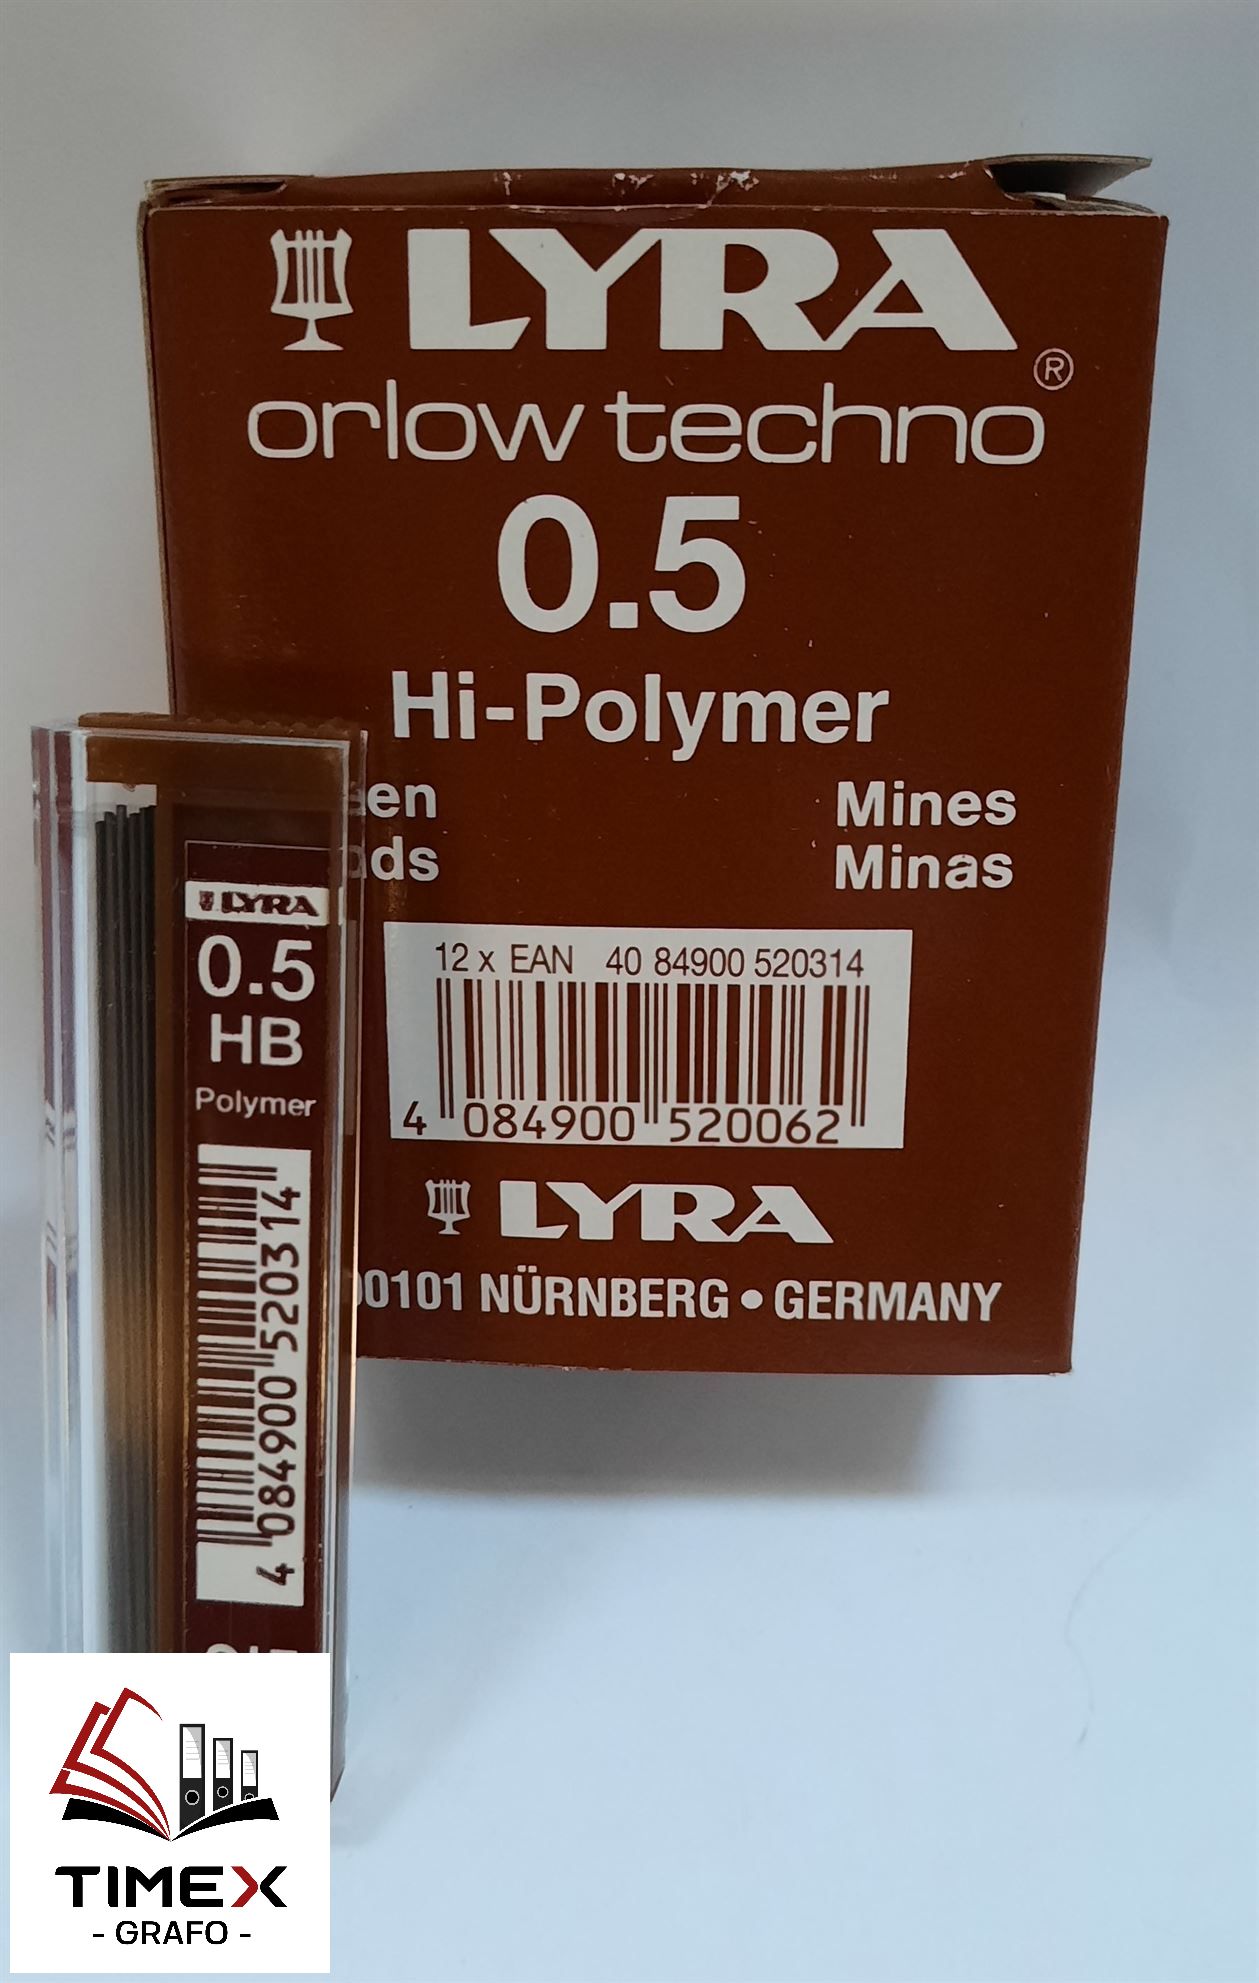 LYRA
®
orlow techno
0.5
Hi-Polymer
Mines
Minas
12 x EAN 40 84900 520314
4 084900 520062
LYRA
NÜRNBERG • GERMANY
LYRA
0.5
HB
Polymer
4 084900 520314
TIMEX
- GRAFO -